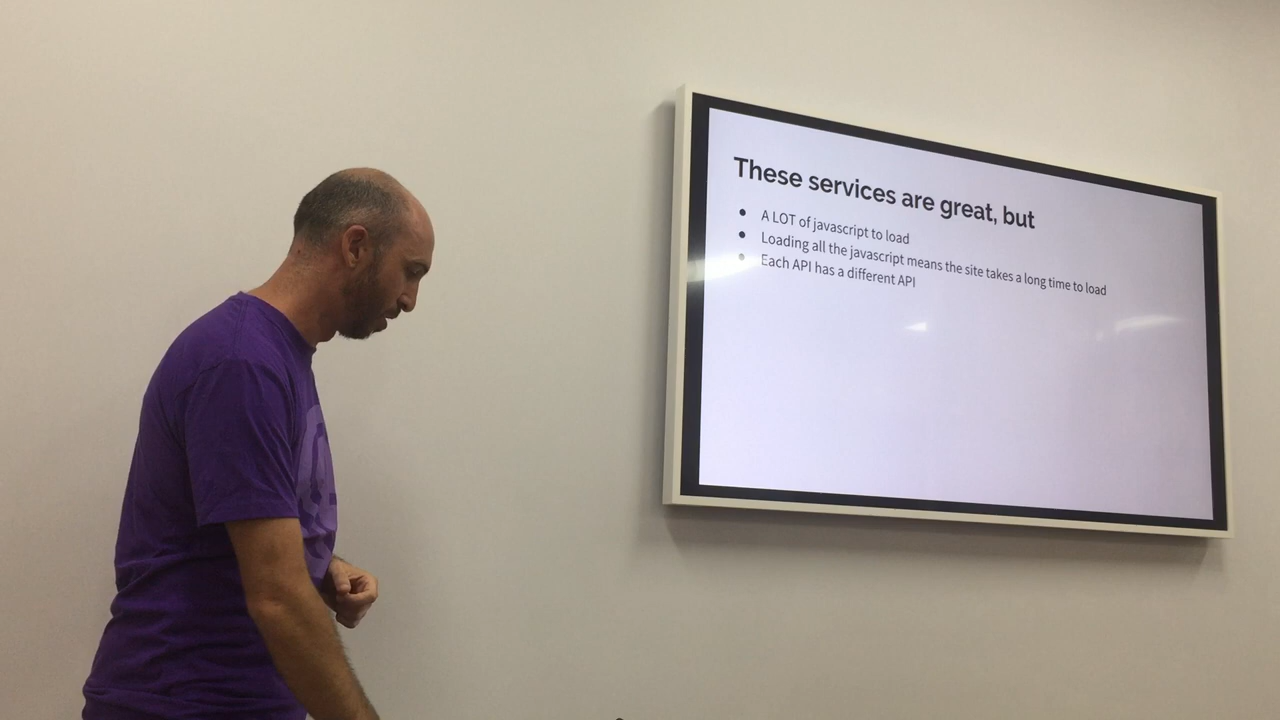 These services are great, but
● A LOT of javascript to load
● Loading all the javascript means the site takes a long time to load
● Each API has a different API